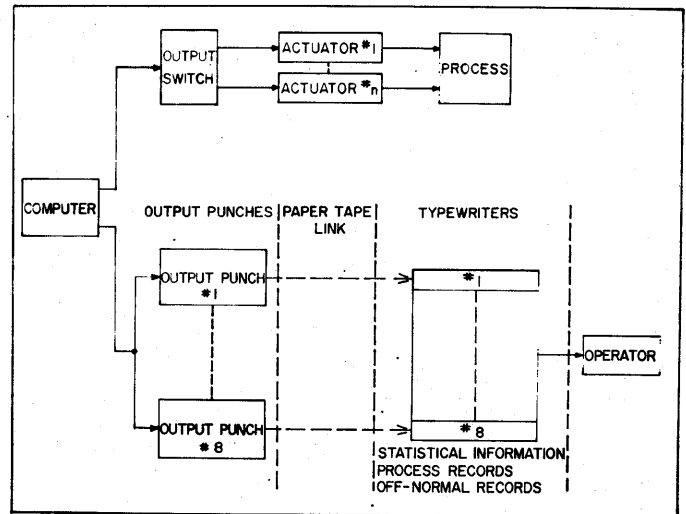 OUTPUT
SWITCH
ACTUATOR #1
ACTUATOR #n
PROCESS
COMPUTER
OUTPUT PUNCHES
PAPER TAPE
LINK
TYPEWRITERS
OUTPUT PUNCH
#1
#1
OPERATOR
OUTPUT PUNCH
#8
#8
STATISTICAL INFORMATION
PROCESS RECORDS
OFF-NORMAL RECORDS